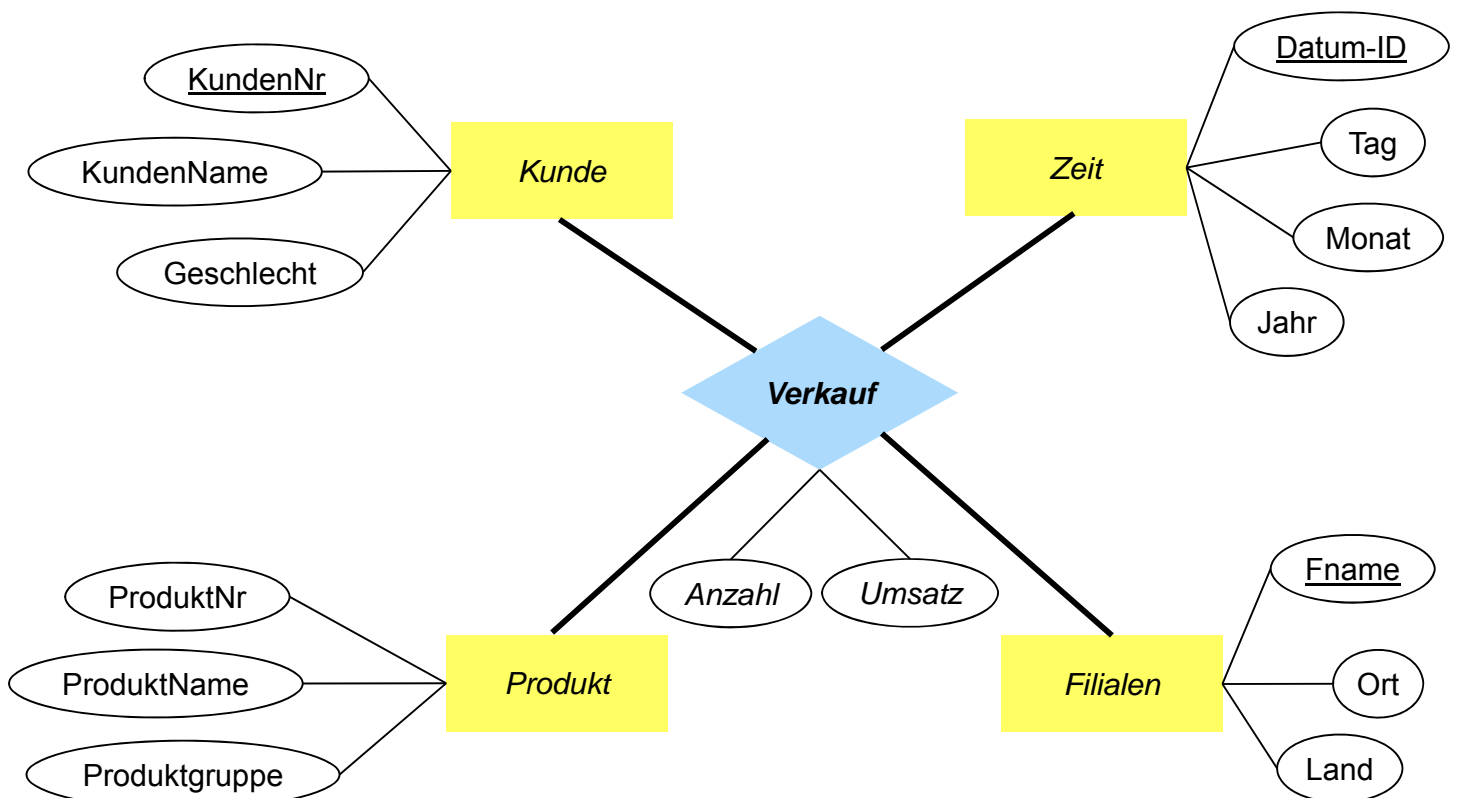 KundenNr
KundenName
Geschlecht
Kunde
Zeit
Datum-ID
Tag
Monat
Jahr
Verkauf
Anzahl
Umsatz
ProduktNr
ProduktName
Produktgruppe
Produkt
Filialen
Fname
Ort
Land